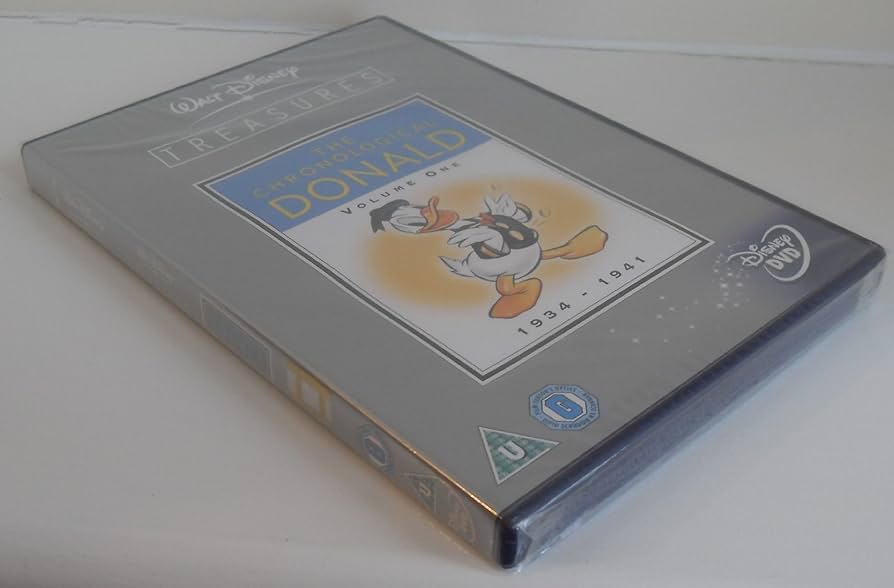 WALT DISNEY
TREASURES
THE
CHRONOLOGICAL
DONALD
VOLUME ONE
1934 - 1941
DISNEY
DVD
G
U
U